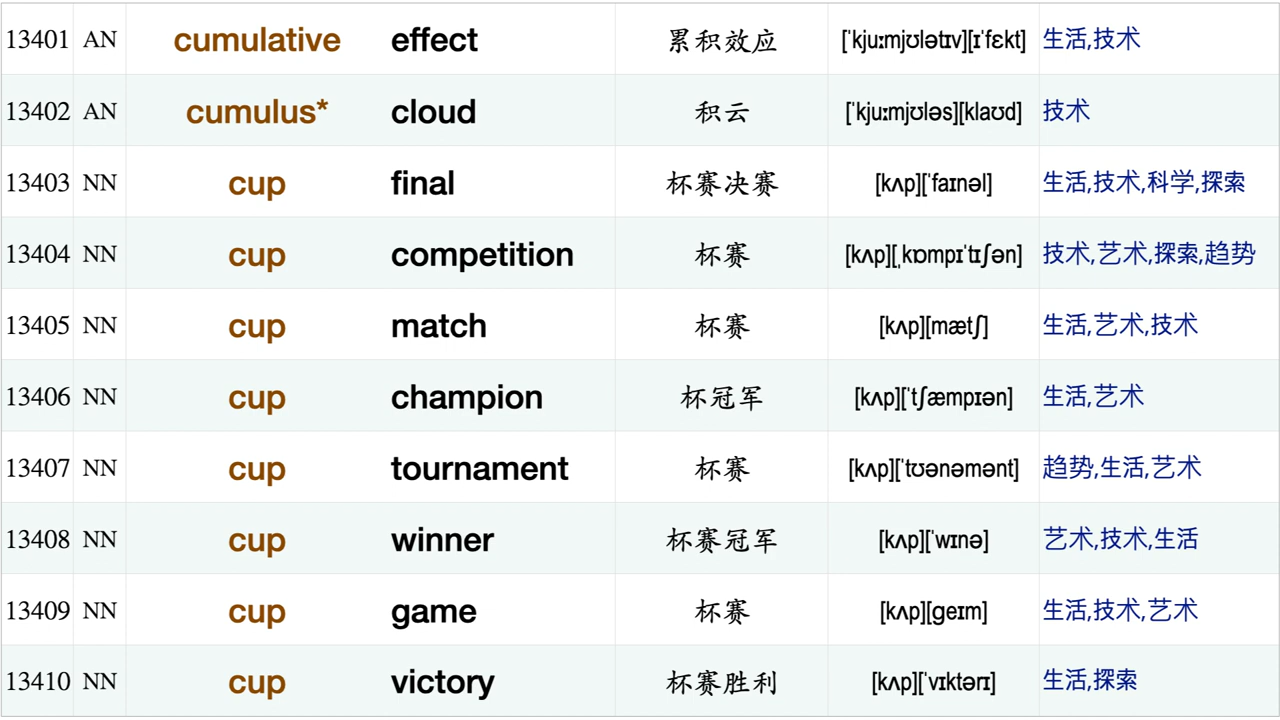 13401 AN cumulative effect 累积效应 [ˈkjuːmjʊlətɪv][ɪˈfɛkt] 生活,技术
13402 AN cumulus* cloud 积云 [ˈkjuːmjʊləs][klaʊd] 技术
13403 NN cup final 杯赛决赛 [kʌp][ˈfaɪnəl] 生活,技术,科学,探索
13404 NN cup competition 杯赛 [kʌp][ˌkɒmpɪˈtɪʃən] 技术,艺术,探索,趋势
13405 NN cup match 杯赛 [kʌp][mætʃ] 生活,艺术,技术
13406 NN cup champion 杯冠军 [kʌp][ˈtʃæmpɪən] 生活,艺术
13407 NN cup tournament 杯赛 [kʌp][ˈtʊənəmənt] 趋势,生活,艺术
13408 NN cup winner 杯赛冠军 [kʌp][ˈwɪnə] 艺术,技术,生活
13409 NN cup game 杯赛 [kʌp][geɪm] 生活,技术,艺术
13410 NN cup victory 杯赛胜利 [kʌp][ˈvɪktərɪ] 生活,探索